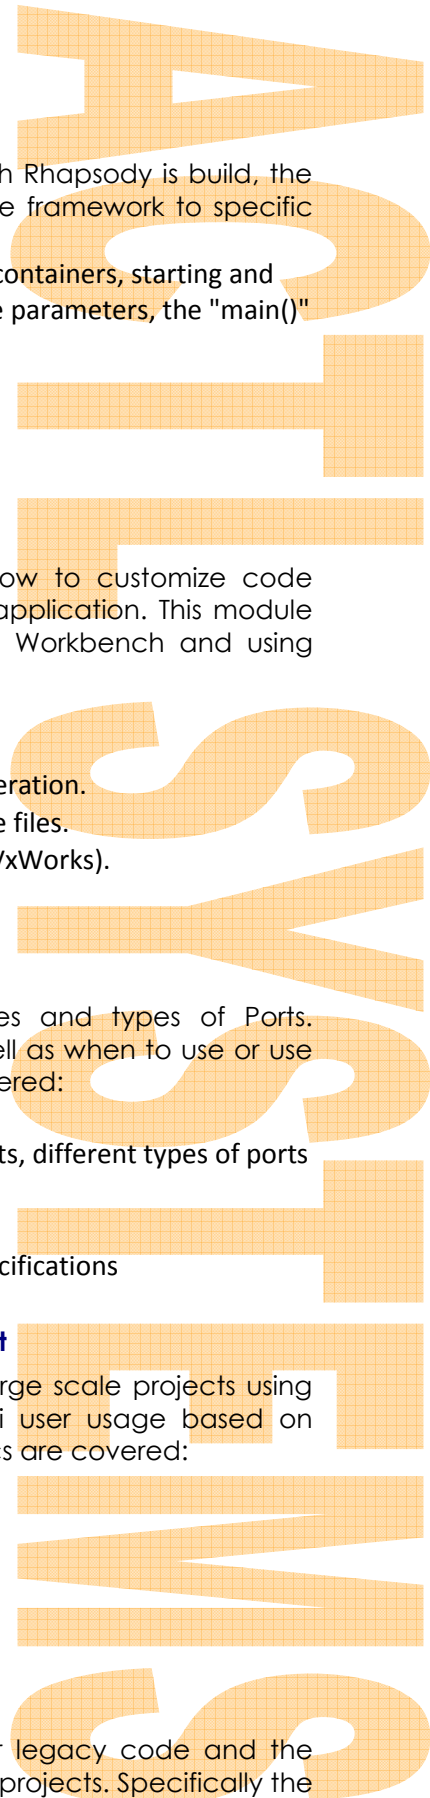 h Rhapsody is build, the
e framework to specific
containers, starting and
e parameters, the "main()"
ow to customize code
application. This module
Workbench and using
eration.
e files.
VxWorks).
es and types of Ports.
ell as when to use or use
ered:
ts, different types of ports
cifications
t
rge scale projects using
i user usage based on
cs are covered:
r legacy code and the
projects. Specifically the
ACTL SYSTEMS